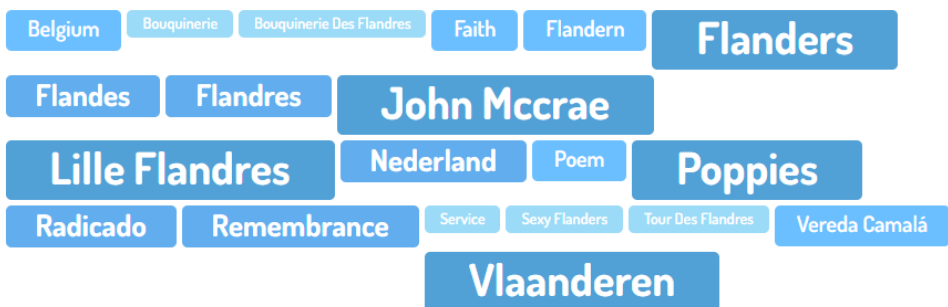 Belgium Bouquinerie Bouquinerie Des Flandres Faith Flandern Flanders
Flandes Flandres John Mccrae
Lille Flandres Nederland Poem Poppies
Radicado Remembrance Service Sexy Flanders Tour Des Flandres Vereda Camalá
Vlaanderen